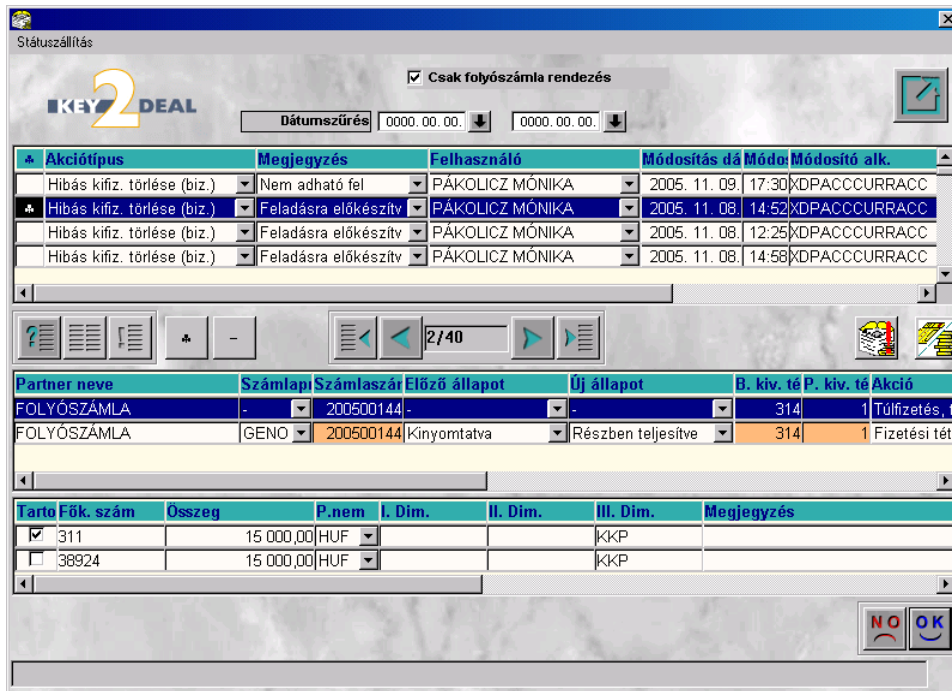 Státuszállítás
Csak folyószámla rendezés
KEY2DEAL
Dátumszűrés 0000. 00. 00. 0000. 00. 00.
Akciótípus Megjegyzés Felhasználó Módosítás dá Módo: Módosító alk.
Hibás kifiz. törlése (biz.) Nem adható fel PÁKOLICZ MÓNIKA 2005. 11. 09. 17:30 XDPACCCURRACC
Hibás kifiz. törlése (biz.) Feladásra előkészítv PÁKOLICZ MÓNIKA 2005. 11. 08. 14:52 XDPACCCURRACC
Hibás kifiz. törlése (biz.) Feladásra előkészítv PÁKOLICZ MÓNIKA 2005. 11. 08. 12:25 XDPACCCURRACC
Hibás kifiz. törlése (biz.) Feladásra előkészítv PÁKOLICZ MÓNIKA 2005. 11. 08. 14:58 XDPACCCURRACC
2/40
Partner neve Számlapı Számlaszár Előző állapot Új állapot B. kiv. té P. kiv. té Akció
FOLYÓSZÁMLA - 200500144 - - 314 1 Túlfizetés, t
FOLYÓSZÁMLA GENO 200500144 Kinyomtatva Részben teljesítve 314 1 Fizetési tét
Tarto Fők. szám Összeg P.nem I. Dim. II. Dim. III. Dim. Megjegyzés
311 15 000,00 HUF KKP
38924 15 000,00 HUF KKP
NO OK